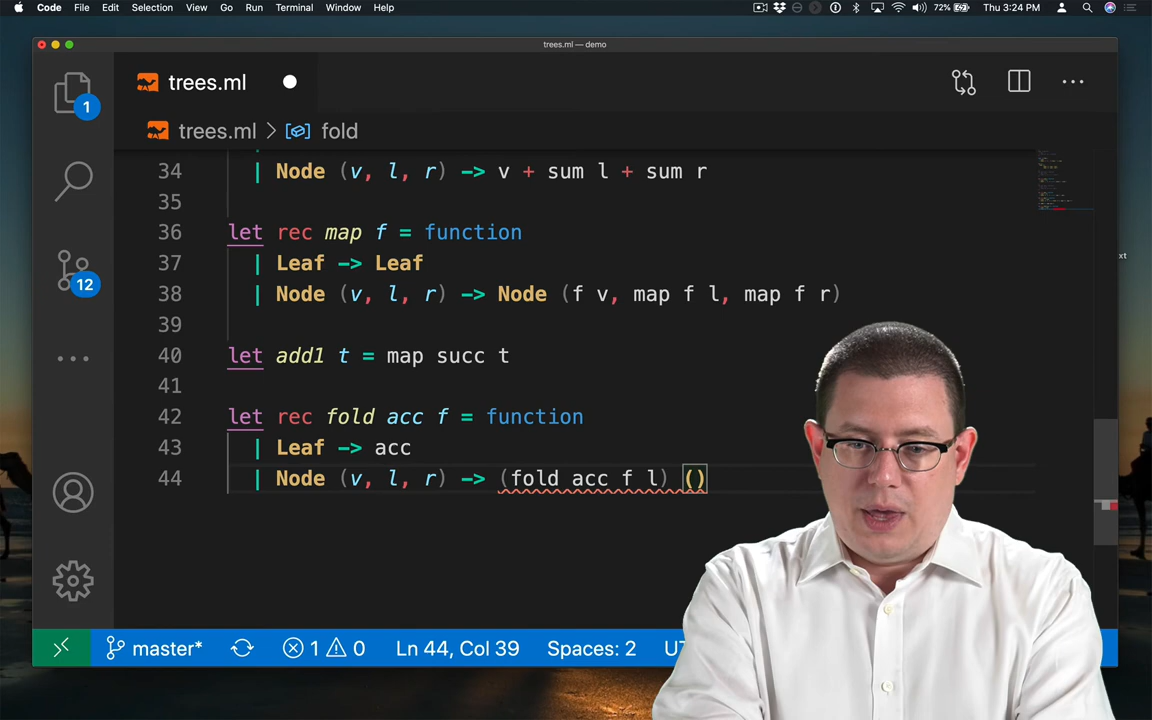 Code File Edit Selection View Go Run Terminal Window Help 72% Thu 3:24 PM
trees.ml — demo
trees.ml
1
trees.ml > fold
34 | Node (v, l, r) -> v + sum l + sum r
35
36 let rec map f = function
37 | Leaf -> Leaf
38 | Node (v, l, r) -> Node (f v, map f l, map f r)
39
40 let add1 t = map succ t
41
42 let rec fold acc f = function
43 | Leaf -> acc
44 | Node (v, l, r) -> (fold acc f l) ()
12
xt
master* 1 0 Ln 44, Col 39 Spaces: 2 UT